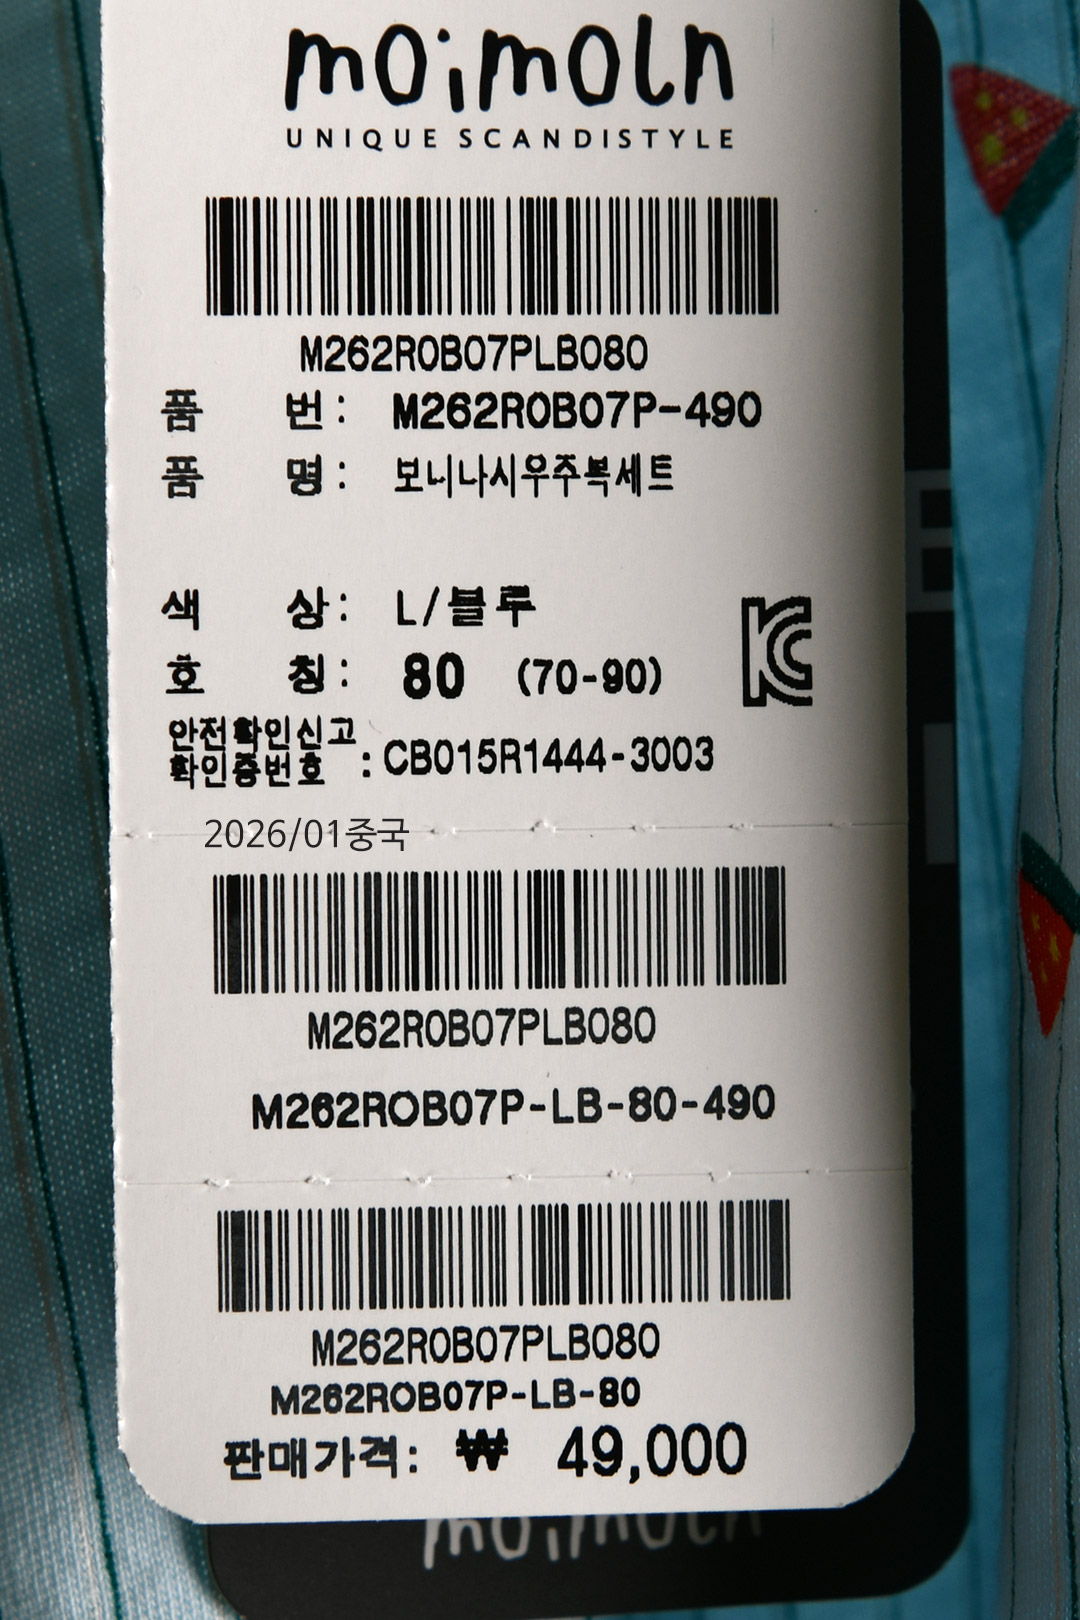 moimoln
UNIQUE SCANDISTYLE
M262R0B07PLB080
품 번: M262R0B07P-490
품 명: 보니나시우주복세트
색 상: L/블루
호 칭: 80 (70-90)
안전확인신고
확인증번호 : CB015R1444-3003
2026/01중국
M262R0B07PLB080
M262R0B07P-LB-80-490
M262R0B07PLB080
M262R0B07P-LB-80
판매가격: ₩ 49,000
moimoln